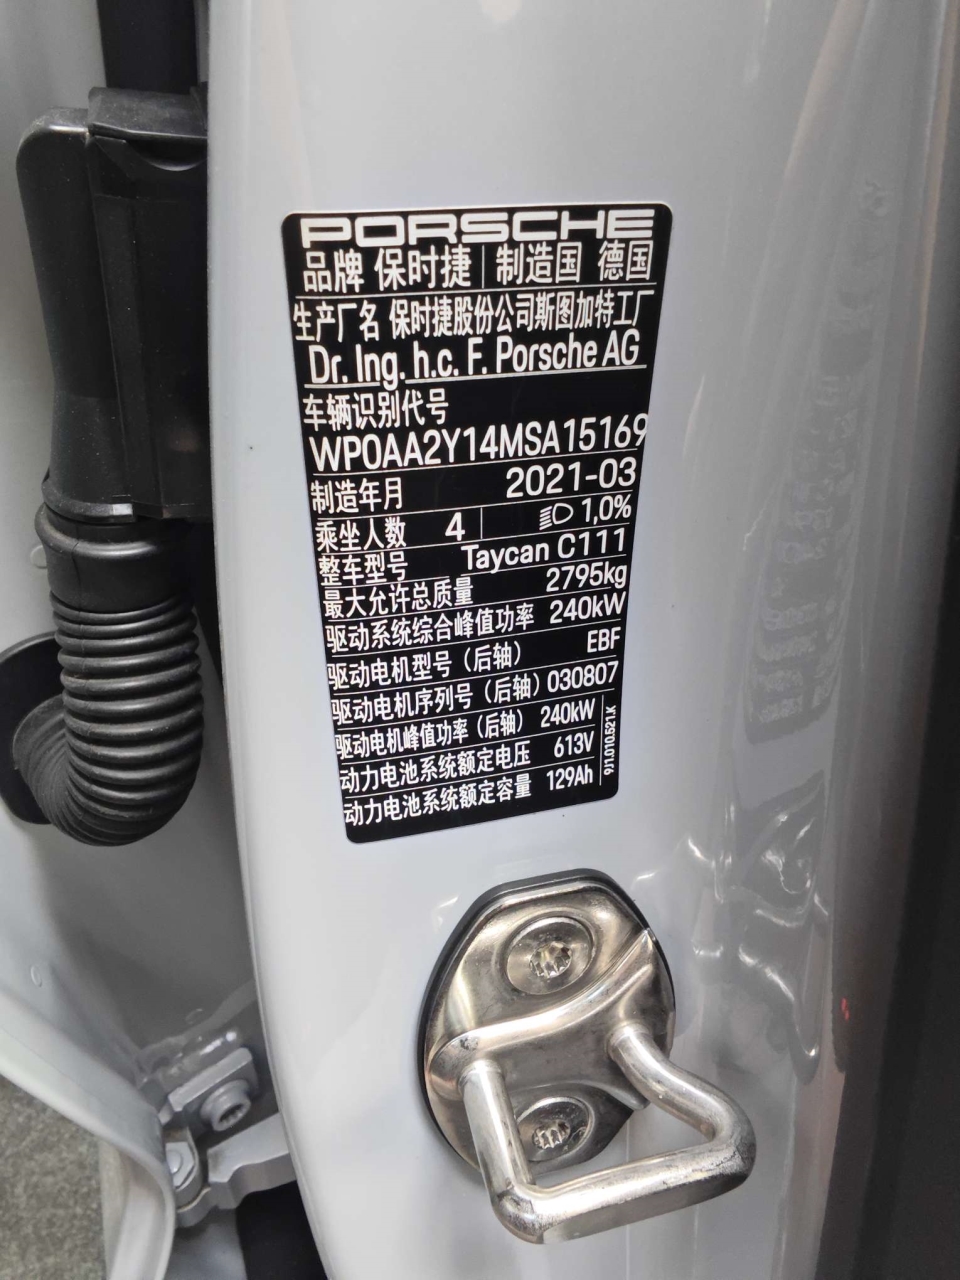 PORSCHE
品牌 保时捷 制造国 德国
生产厂名 保时捷股份公司斯图加特工厂
Dr. Ing. h.c. F. Porsche AG
车辆识别代号
WP0AA2Y14MSA15169
制造年月 2021-03
乘坐人数 4 1,0%
整车型号 Taycan C111
最大允许总质量 2795kg
驱动系统综合峰值功率 240kW
驱动电机型号（后轴） EBF
驱动电机序列号（后轴） 030807
驱动电机峰值功率（后轴） 240kW
动力电池系统额定电压 613V
动力电池系统额定容量 129Ah
9J1.010.621.K